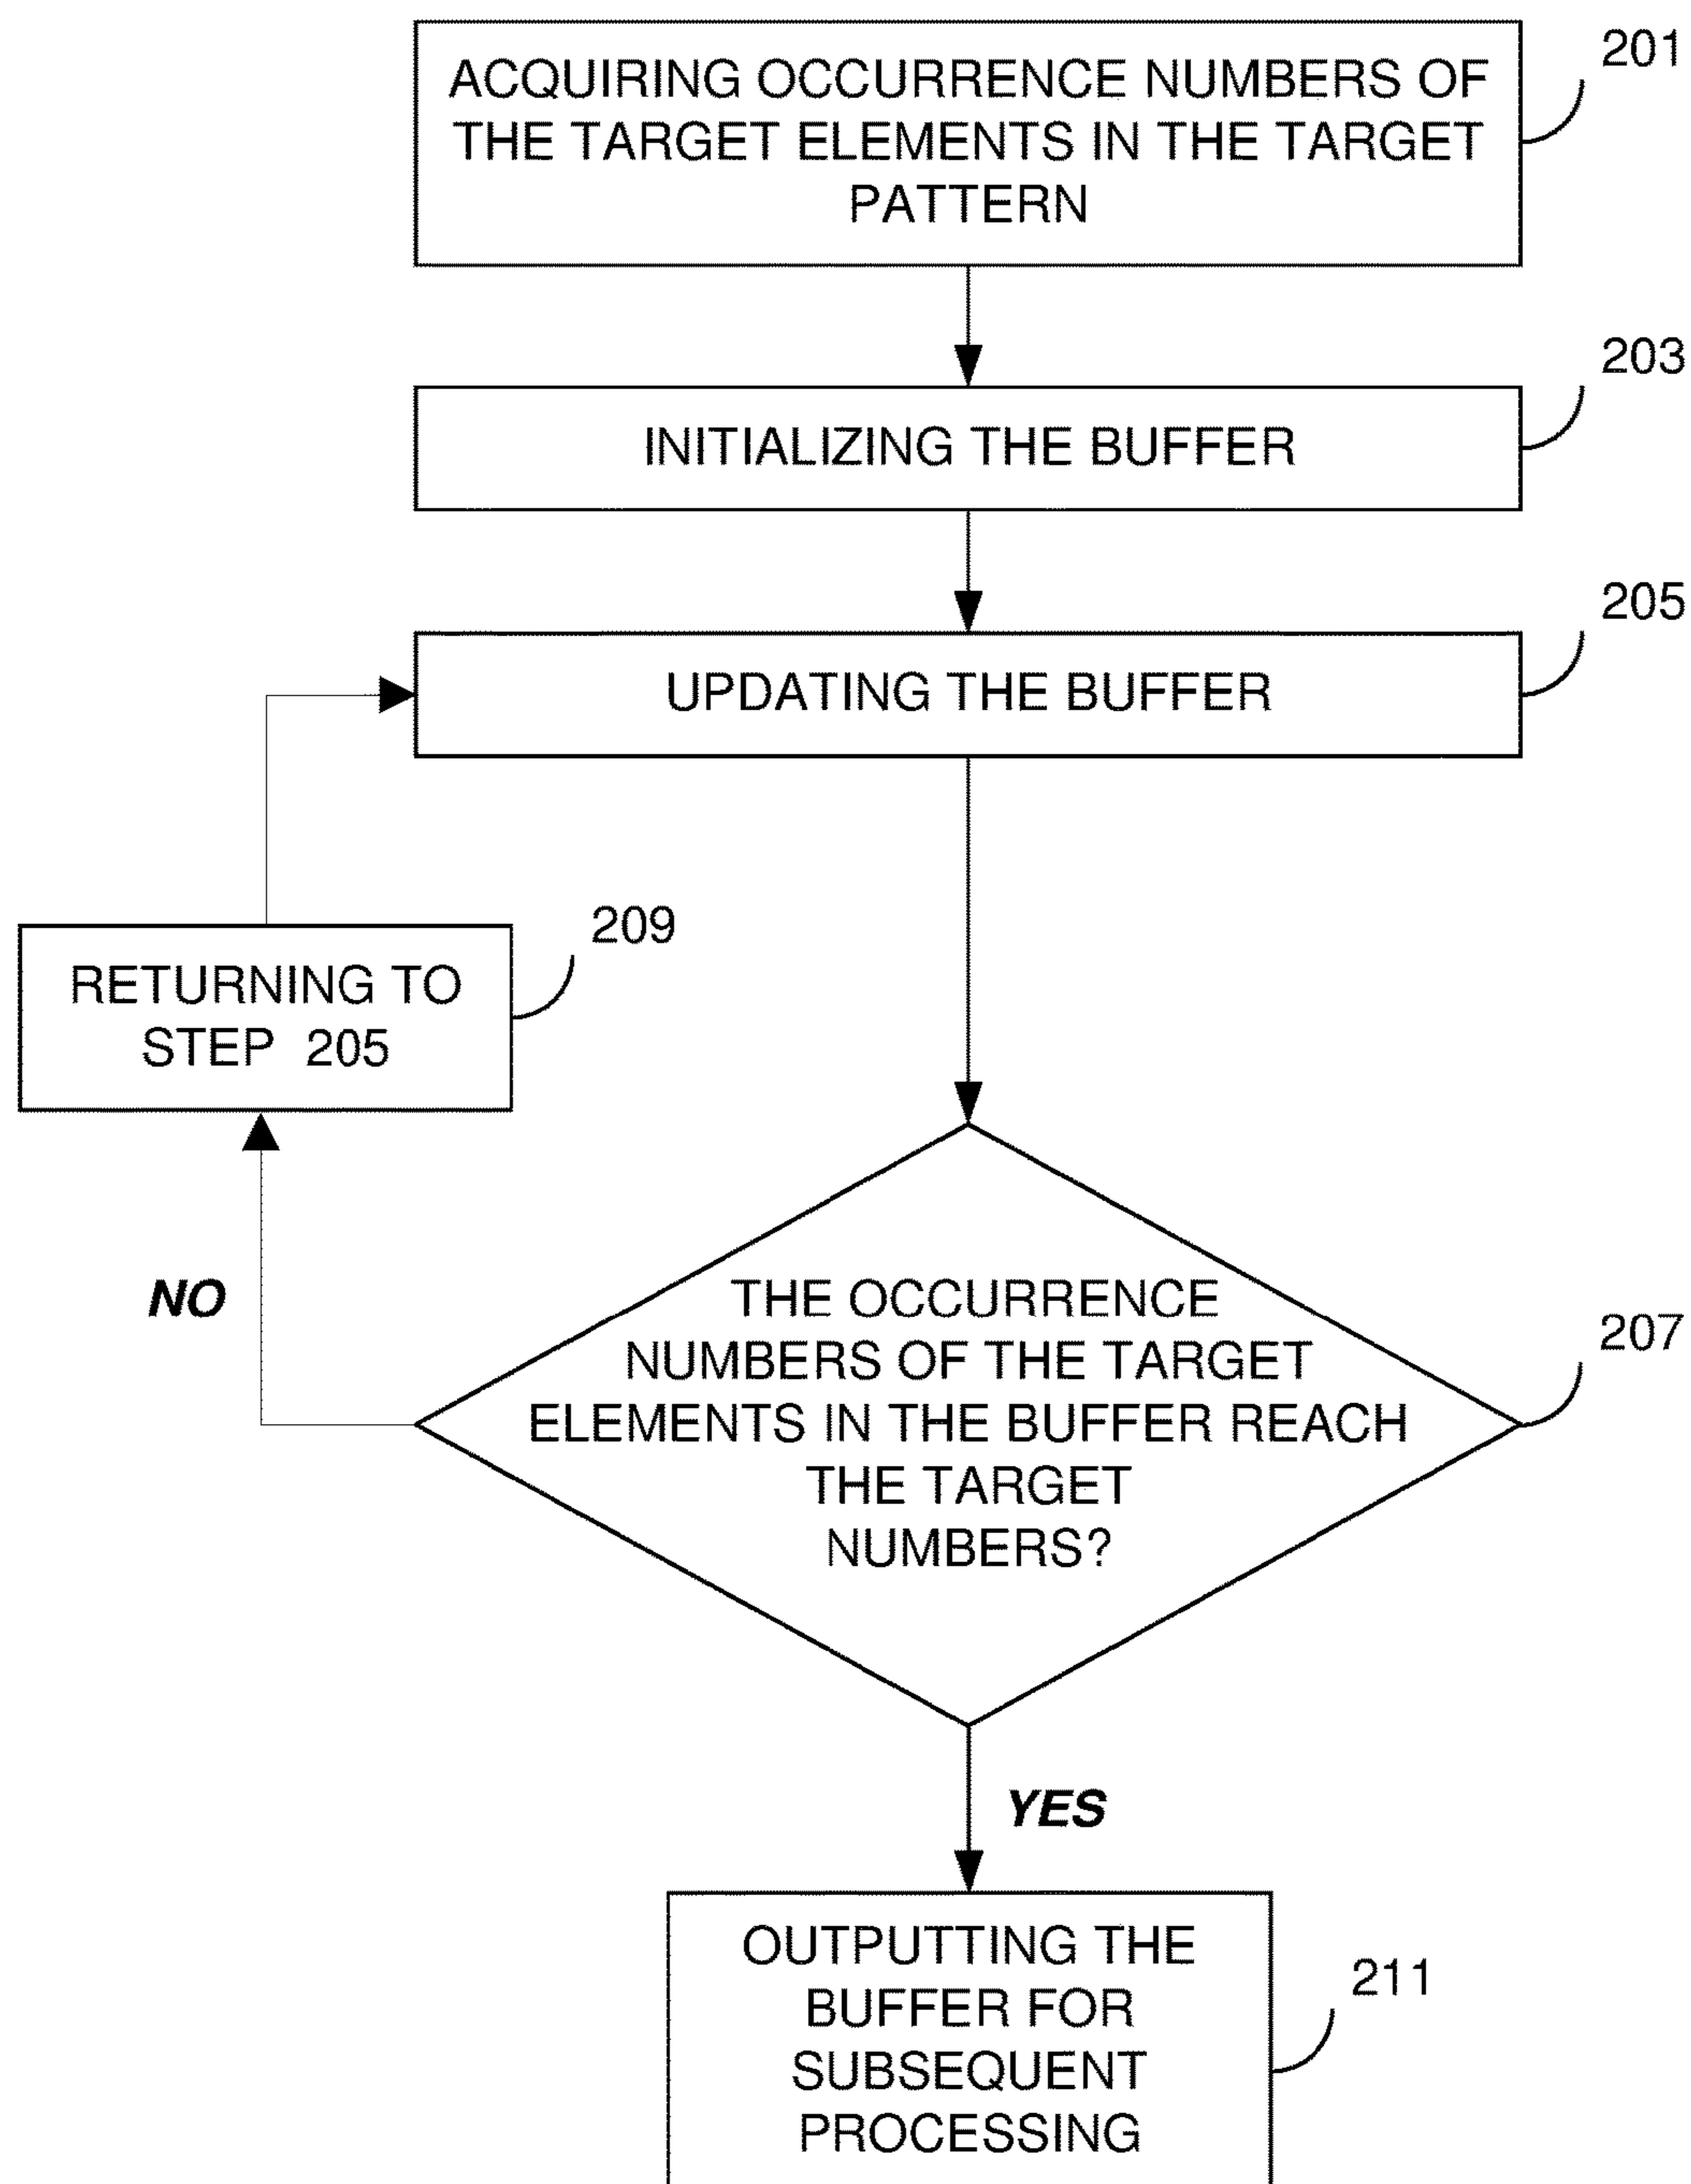 201
ACQUIRING OCCURRENCE NUMBERS OF
THE TARGET ELEMENTS IN THE TARGET
PATTERN
203
INITIALIZING THE BUFFER
205
UPDATING THE BUFFER
209
RETURNING TO
STEP 205
NO
207
THE OCCURRENCE
NUMBERS OF THE TARGET
ELEMENTS IN THE BUFFER REACH
THE TARGET
NUMBERS?
YES
211
OUTPUTTING THE
BUFFER FOR
SUBSEQUENT
PROCESSING